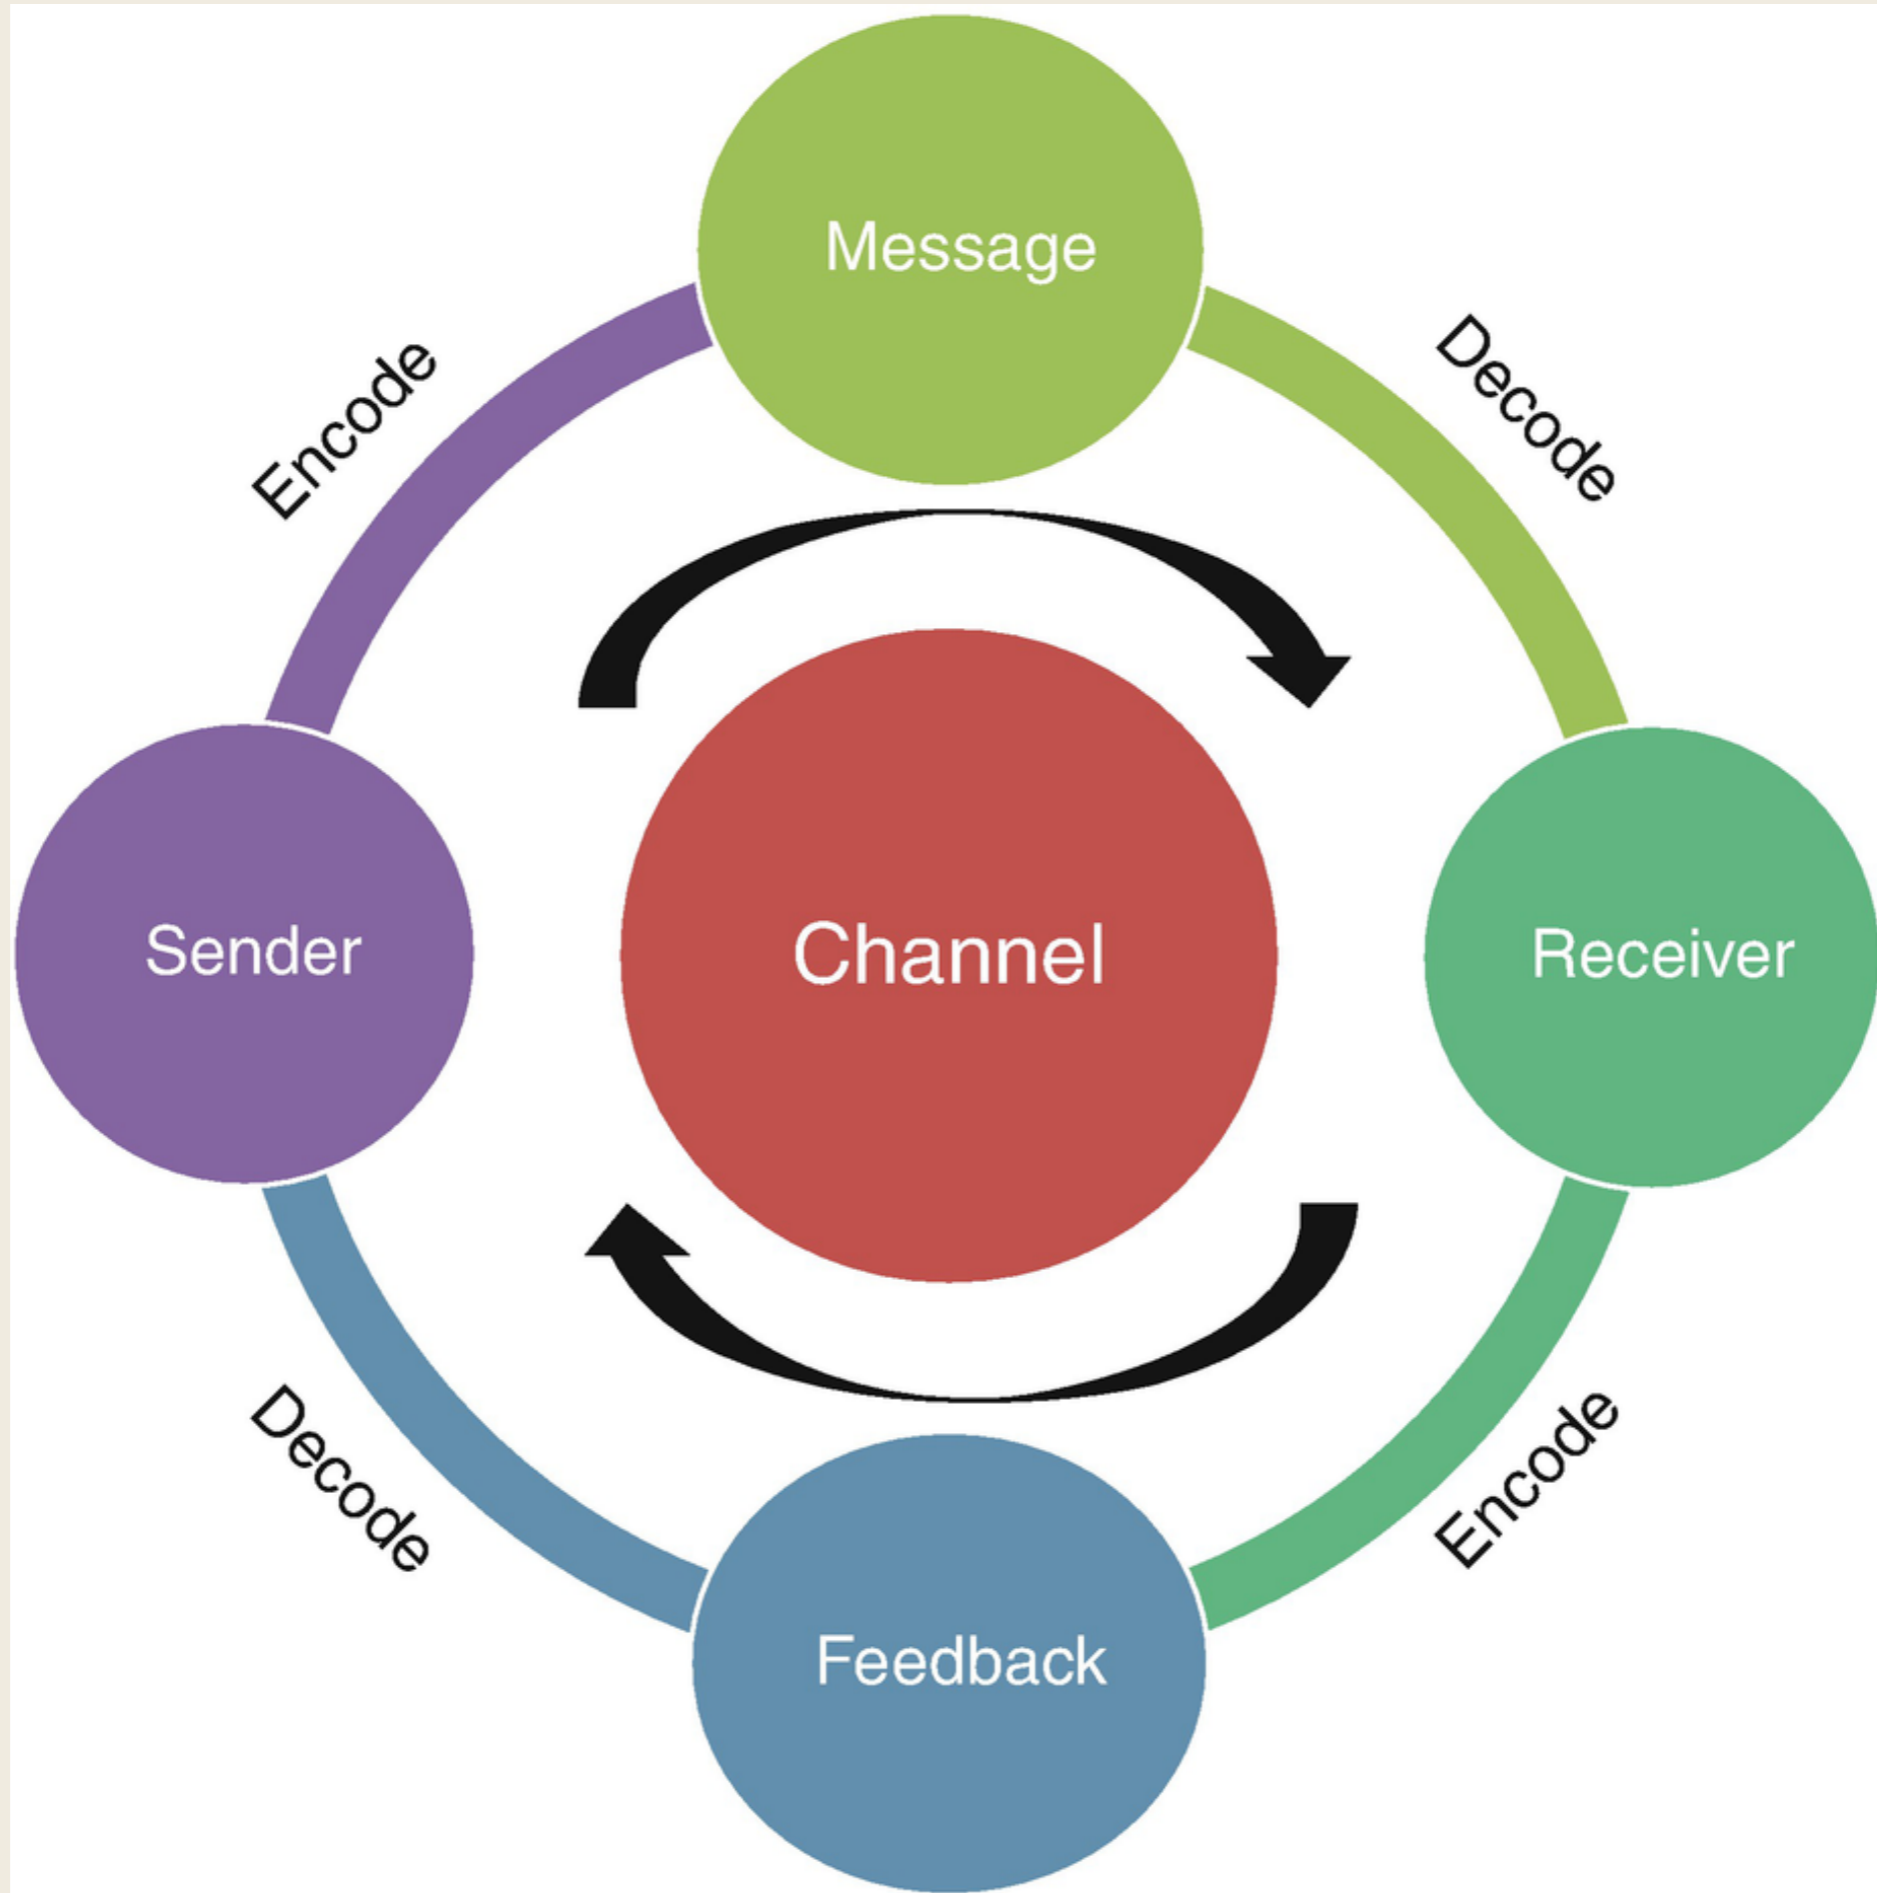 Message
Encode
Decode
Sender
Channel
Receiver
Decode
Encode
Feedback